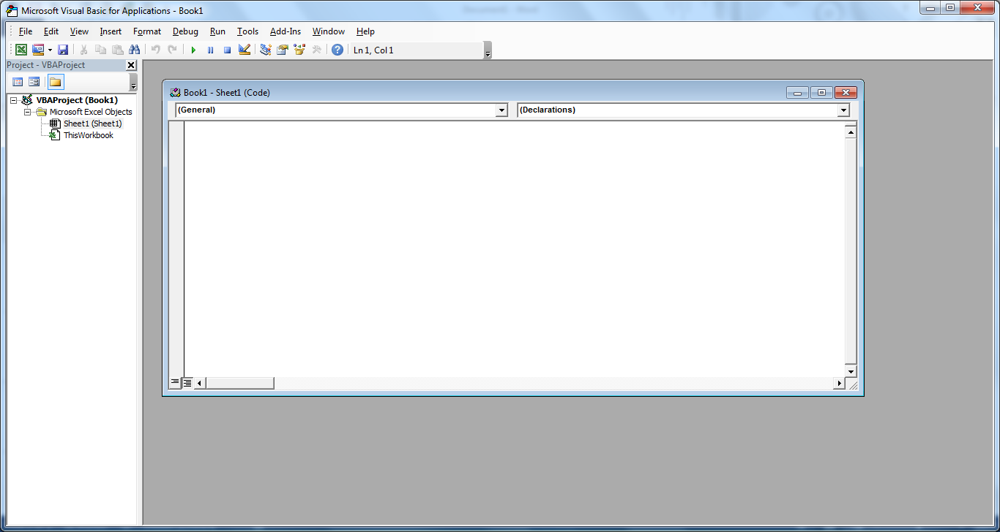 Microsoft Visual Basic for Applications - Book1
File Edit View Insert Format Debug Run Tools Add-Ins Window Help
Ln 1, Col 1
Project - VBAProject
VBAProject (Book1)
Microsoft Excel Objects
Sheet1 (Sheet1)
ThisWorkbook
Book1 - Sheet1 (Code)
(General) (Declarations)